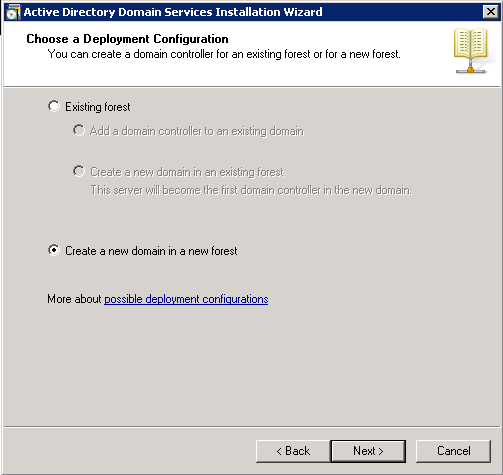 Active Directory Domain Services Installation Wizard
Choose a Deployment Configuration
You can create a domain controller for an existing forest or for a new forest.
Existing forest
Add a domain controller to an existing domain
Create a new domain in an existing forest
This server will become the first domain controller in the new domain.
Create a new domain in a new forest
More about possible deployment configurations
< Back
Next >
Cancel